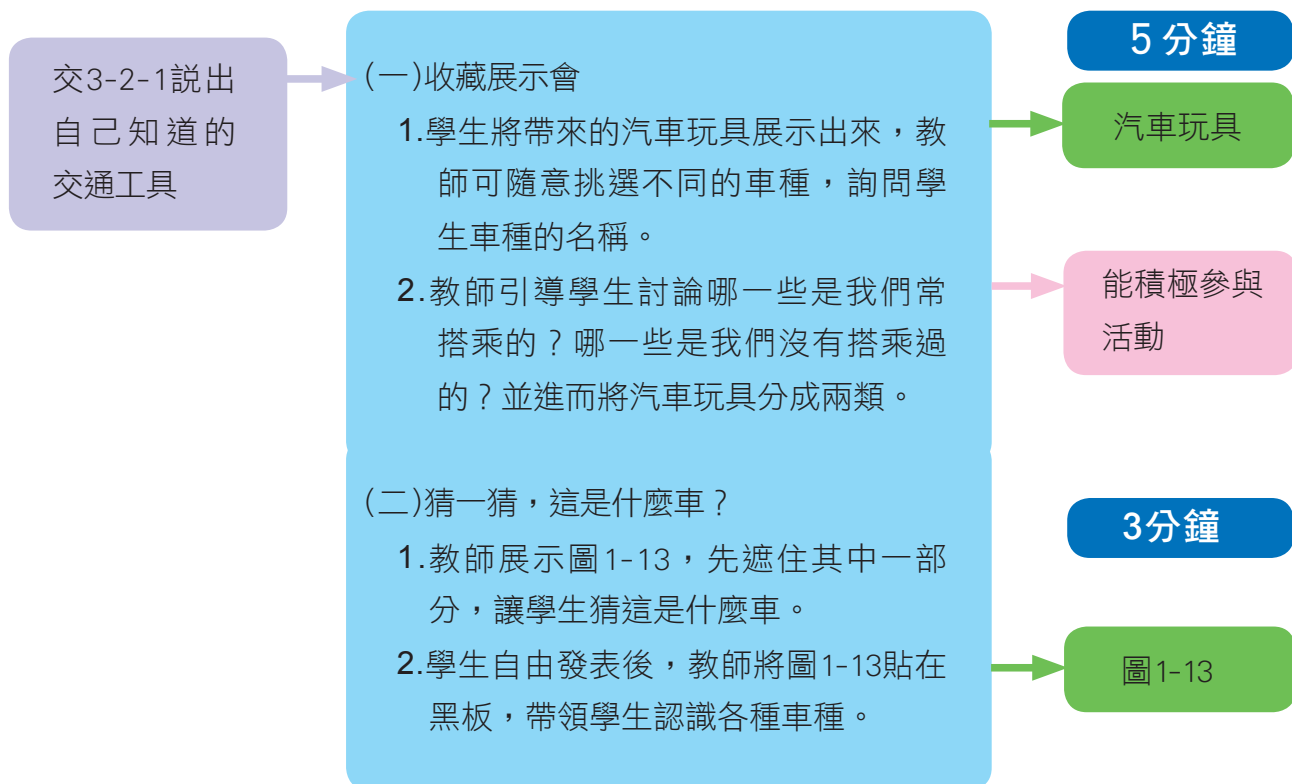 交3-2-1說出
自己知道的
交通工具
(一)收藏展示會
1.學生將帶來的汽車玩具展示出來，教
師可隨意挑選不同的車種，詢問學
生車種的名稱。
2.教師引導學生討論哪一些是我們常
搭乘的？哪一些是我們沒有搭乘過
的？並進而將汽車玩具分成兩類。
5分鐘
汽車玩具
能積極參與
活動
(二)猜一猜，這是什麼車？
1.教師展示圖1-13，先遮住其中一部
分，讓學生猜這是什麼車。
2.學生自由發表後，教師將圖1-13貼在
黑板，帶領學生認識各種車種。
3分鐘
圖1-13